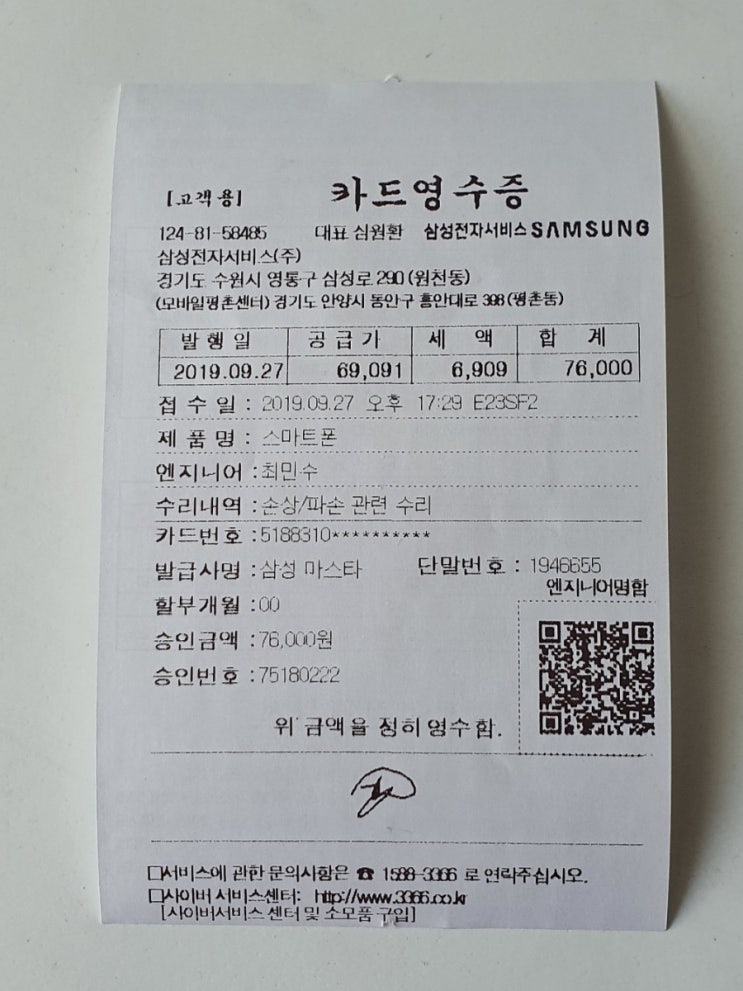 [고객용] 카드영수증
124-81-58485 대표 심원환 삼성전자서비스 SAMSUNG
삼성전자서비스(주)
경기도 수원시 영통구 삼성로 290 (원천동)
(모바일평촌센터) 경기도 안양시 동안구 흥안대로 398 (평촌동)
발행일 공급가 세액 합계
2019.09.27 69,091 6,909 76,000
접수일 : 2019.09.27 오후 17:29 E23SF2
제품명 : 스마트폰
엔지니어 : 최민수
수리내역 : 손상/파손 관련 수리
카드번호 : 5188310**********
발급사명 : 삼성 마스타 단말번호 : 1946655
엔지니어명함
할부개월 : 00
승인금액 : 76,000원
승인번호 : 75180222
위 금액을 정히 영수함.
□서비스에 관한 문의사항은 ☎ 1588-3366 로 연락주십시오.
□사이버 서비스센터: http://www.3366.co.kr
[사이버서비스 센터 및 소모품 구입]